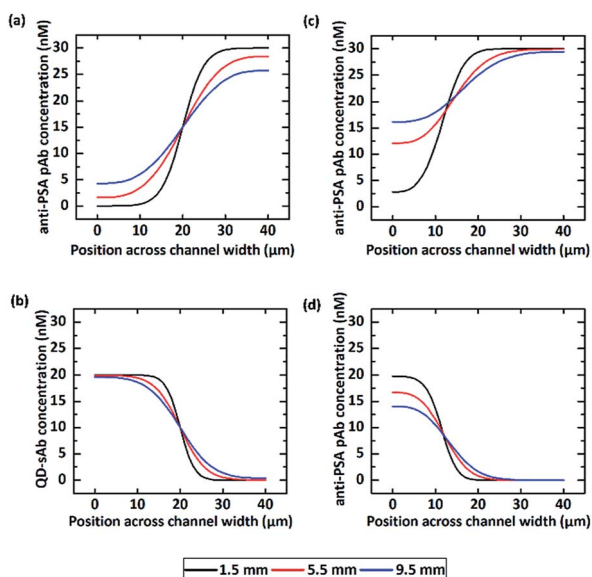 (a)
anti-PSA pAb concentration (nM)
30
25
20
15
10
5
0
0 10 20 30 40
Position across channel width (µm)
(c)
anti-PSA pAb concentration (nM)
30
25
20
15
10
5
0
0 10 20 30 40
Position across channel width (µm)
(b)
QD-sAb concentration (nM)
30
25
20
15
10
5
0
0 10 20 30 40
Position across channel width (µm)
(d)
anti-PSA pAb concentration (nM)
30
25
20
15
10
5
0
0 10 20 30 40
Position across channel width (µm)
1.5 mm 5.5 mm 9.5 mm